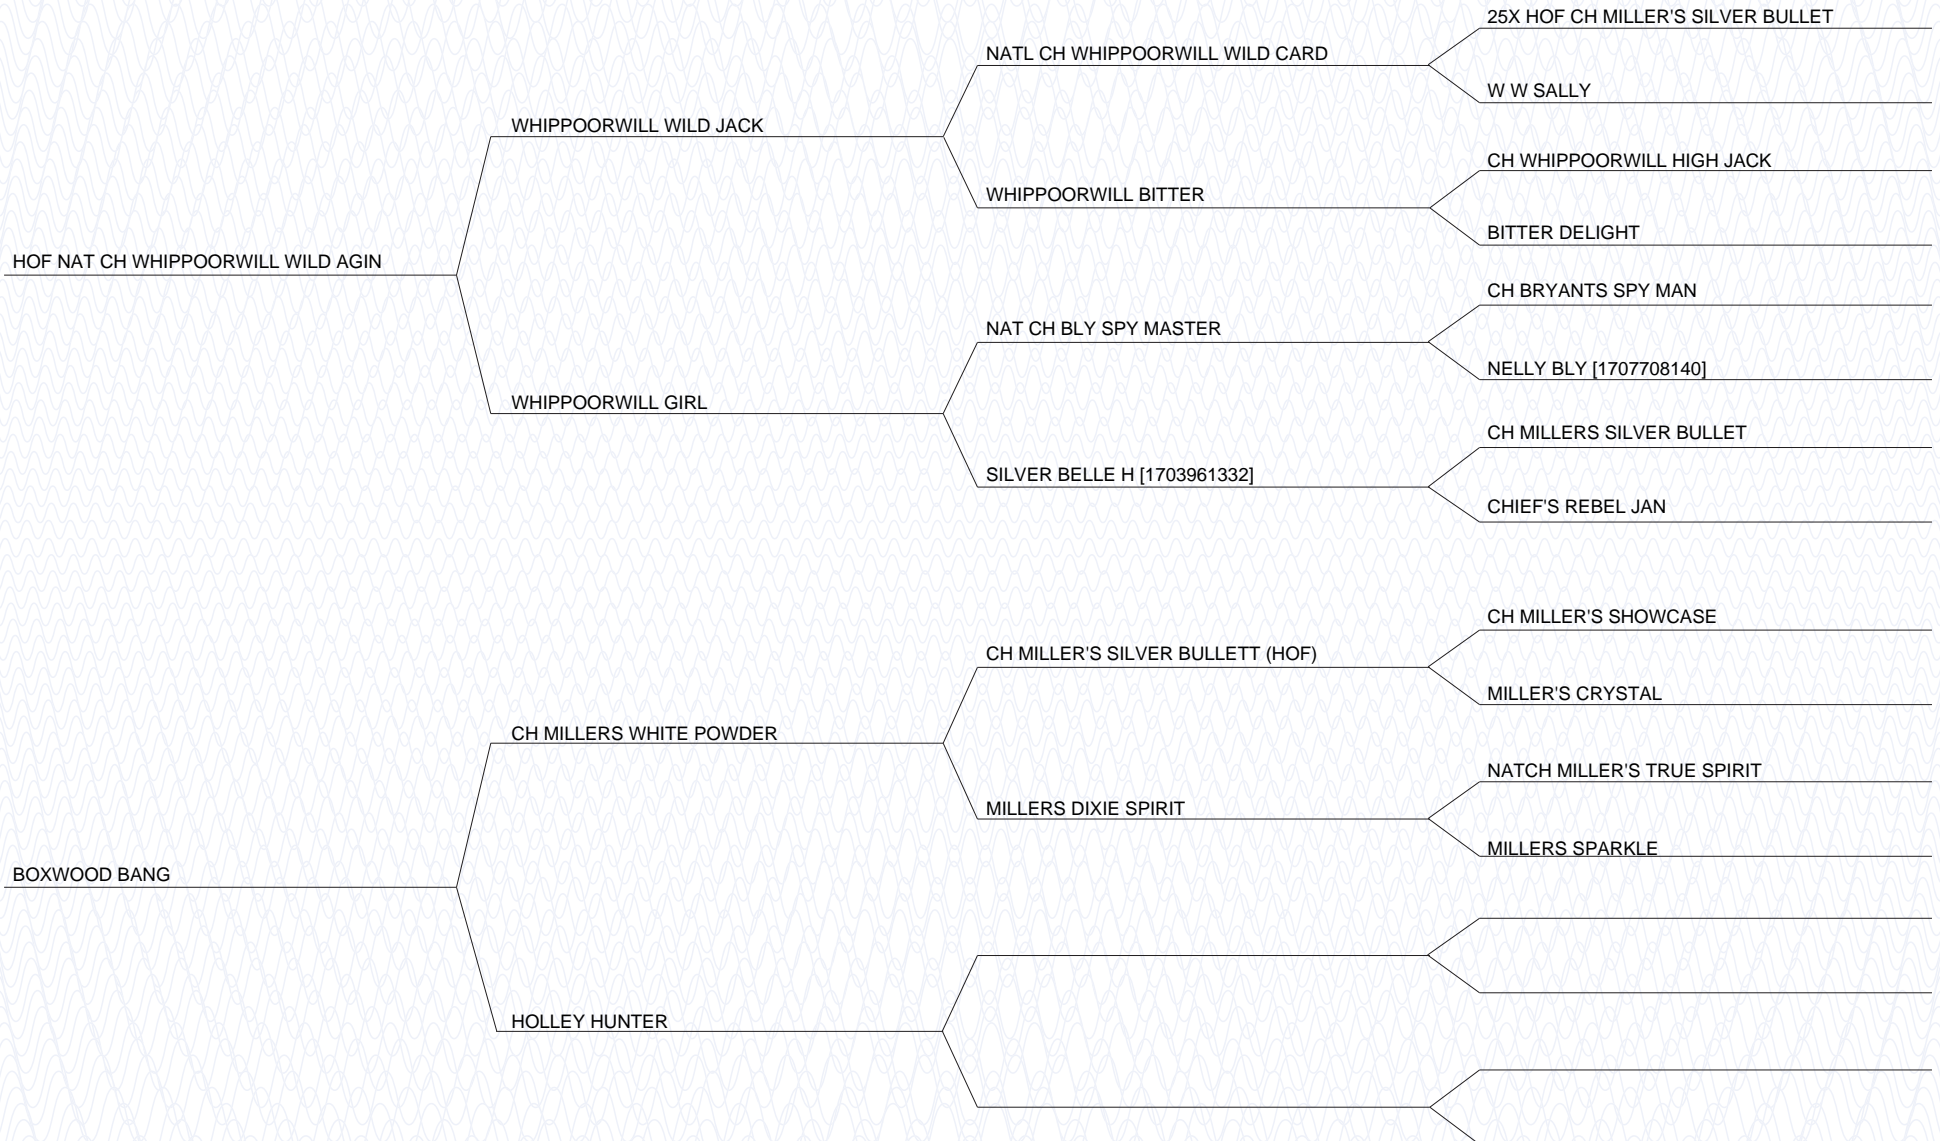 25X HOF CH MILLER'S SILVER BULLET
NATL CH WHIPPOORWILL WILD CARD
W W SALLY
WHIPPOORWILL WILD JACK
CH WHIPPOORWILL HIGH JACK
WHIPPOORWILL BITTER
BITTER DELIGHT
HOF NAT CH WHIPPOORWILL WILD AGIN
CH BRYANTS SPY MAN
NAT CH BLY SPY MASTER
NELLY BLY [1707708140]
WHIPPOORWILL GIRL
CH MILLERS SILVER BULLET
SILVER BELLE H [1703961332]
CHIEF'S REBEL JAN
CH MILLER'S SHOWCASE
CH MILLER'S SILVER BULLETT (HOF)
MILLER'S CRYSTAL
CH MILLERS WHITE POWDER
NATCH MILLER'S TRUE SPIRIT
MILLERS DIXIE SPIRIT
MILLERS SPARKLE
BOXWOOD BANG
HOLLEY HUNTER